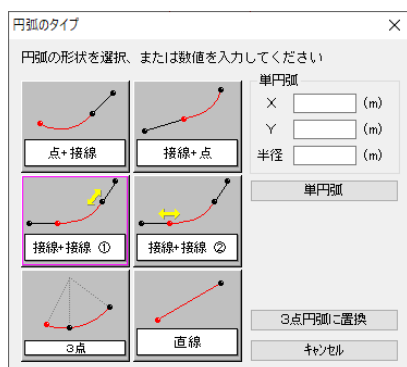 円弧のタイプ
円弧の形状を選択、または数値を入力してください
点+接線
接線+点
接線+接線 ①
接線+接線 ②
3点
直線
単円弧
X (m)
Y (m)
半径 (m)
単円弧
3点円弧に置換
キャンセル